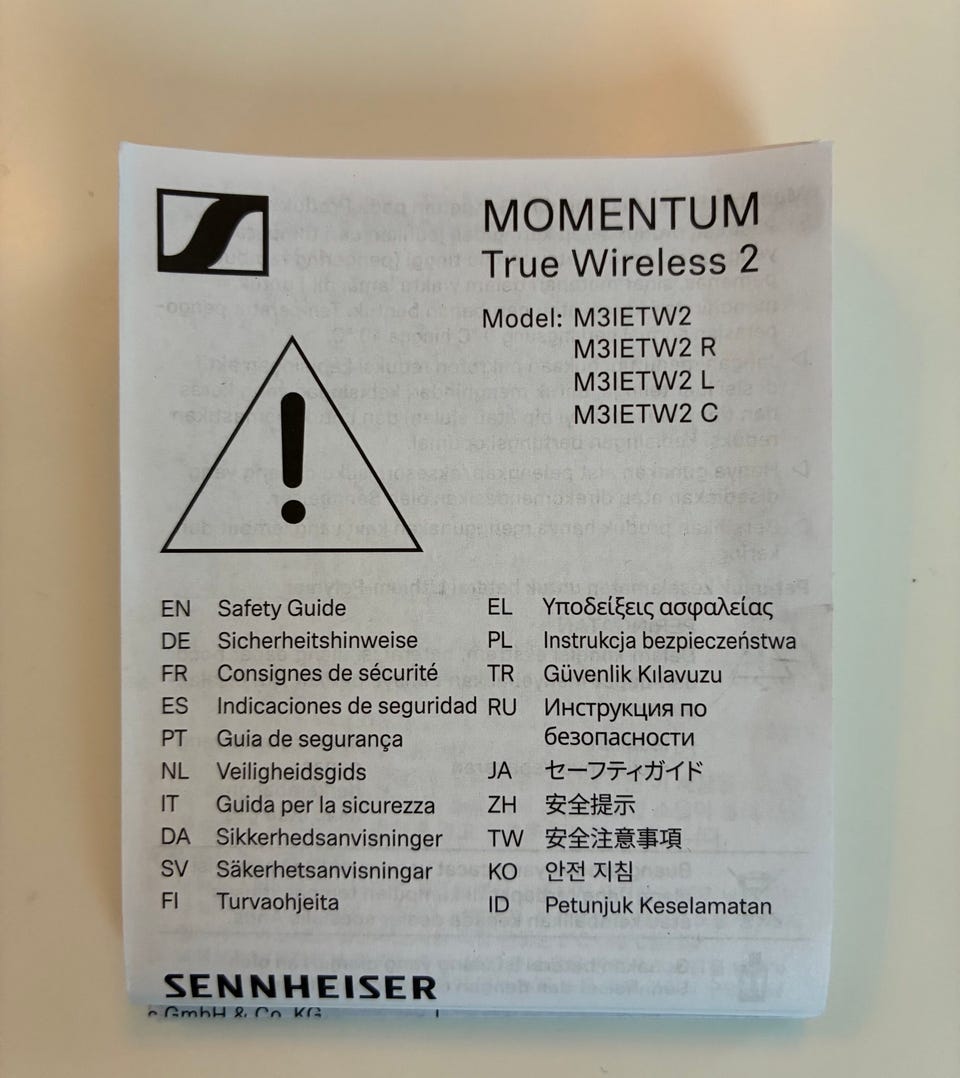 MOMENTUM
True Wireless 2
Model: M3IETW2
M3IETW2 R
M3IETW2 L
M3IETW2 C
EN Safety Guide
DE Sicherheitshinweise
FR Consignes de sécurité
ES Indicaciones de seguridad
PT Guia de segurança
NL Veiligheidsgids
IT Guida per la sicurezza
DA Sikkerhedsanvisninger
SV Säkerhetsanvisningar
FI Turvaohjeita
EL Υποδείξεις ασφαλείας
PL Instrukcja bezpieczeństwa
TR Güvenlik Kılavuzu
RU Инструкция по
безопасности
JA セーフティガイド
ZH 安全提示
TW 安全注意事項
KO 안전 지침
ID Petunjuk Keselamatan
SENNHEISER
GmbH & Co. KG